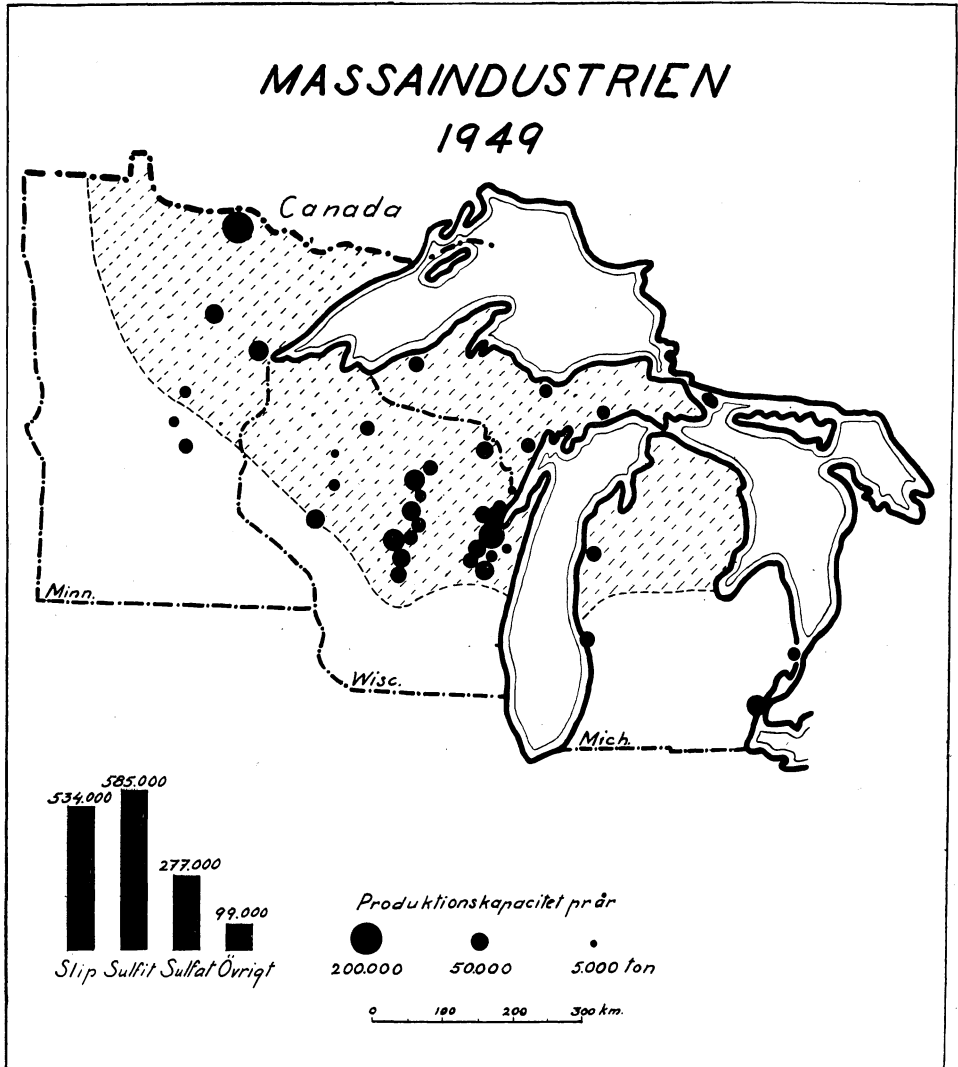 MASSAINDUSTRIEN
1949
Canada
Minn.
Wisc.
Mich.
585.000
534.000
277.000
99.000
Slip Sulfit Sulfat Övrigt
Produktionskapacitet pr år
200.000 50.000 5.000 ton
0 100 200 300 km.